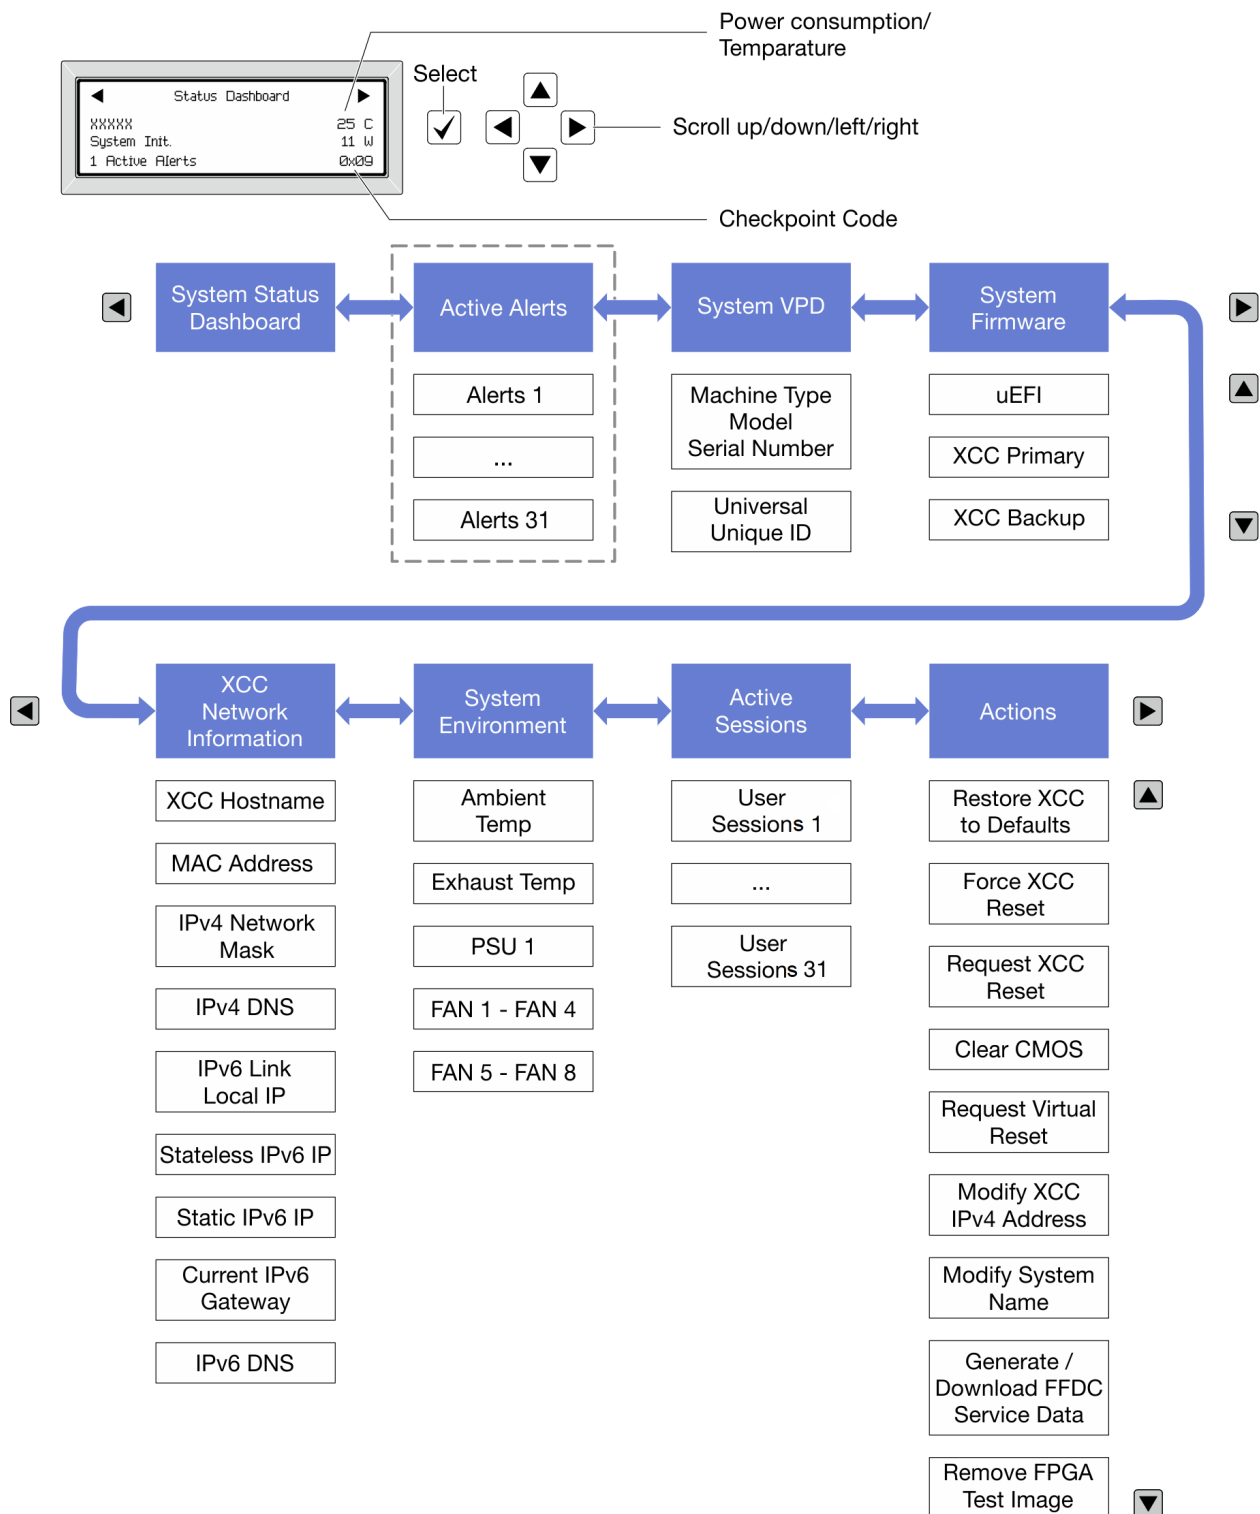 Power consumption/
Temparature
Select
Status Dashboard
XXXXX 25 C
System Init. 11 W
1 Active Alerts 0x09
Scroll up/down/left/right
Checkpoint Code
System Status
Dashboard
Active Alerts
System VPD
System
Firmware
Alerts 1
...
Alerts 31
Machine Type
Model
Serial Number
Universal
Unique ID
uEFI
XCC Primary
XCC Backup
XCC
Network
Information
System
Environment
Active
Sessions
Actions
XCC Hostname
MAC Address
IPv4 Network
Mask
IPv4 DNS
IPv6 Link
Local IP
Stateless IPv6 IP
Static IPv6 IP
Current IPv6
Gateway
IPv6 DNS
Ambient
Temp
Exhaust Temp
PSU 1
FAN 1 - FAN 4
FAN 5 - FAN 8
User
Sessions 1
...
User
Sessions 31
Restore XCC
to Defaults
Force XCC
Reset
Request XCC
Reset
Clear CMOS
Request Virtual
Reset
Modify XCC
IPv4 Address
Modify System
Name
Generate /
Download FFDC
Service Data
Remove FPGA
Test Image